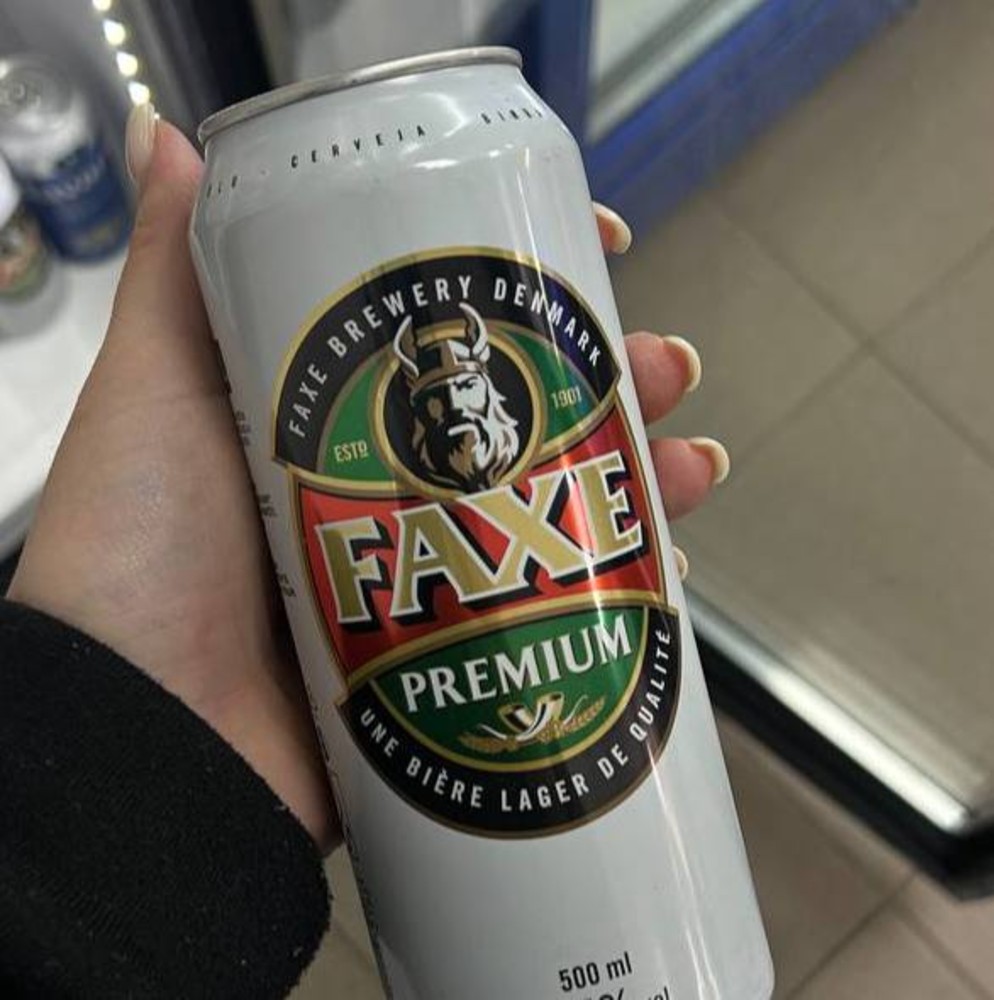 CERVEJA
FAXE BREWERY DENMARK
ESTD 1901
FAXE
PREMIUM
UNE BIÈRE LAGER DE QUALITÉ
500 ml